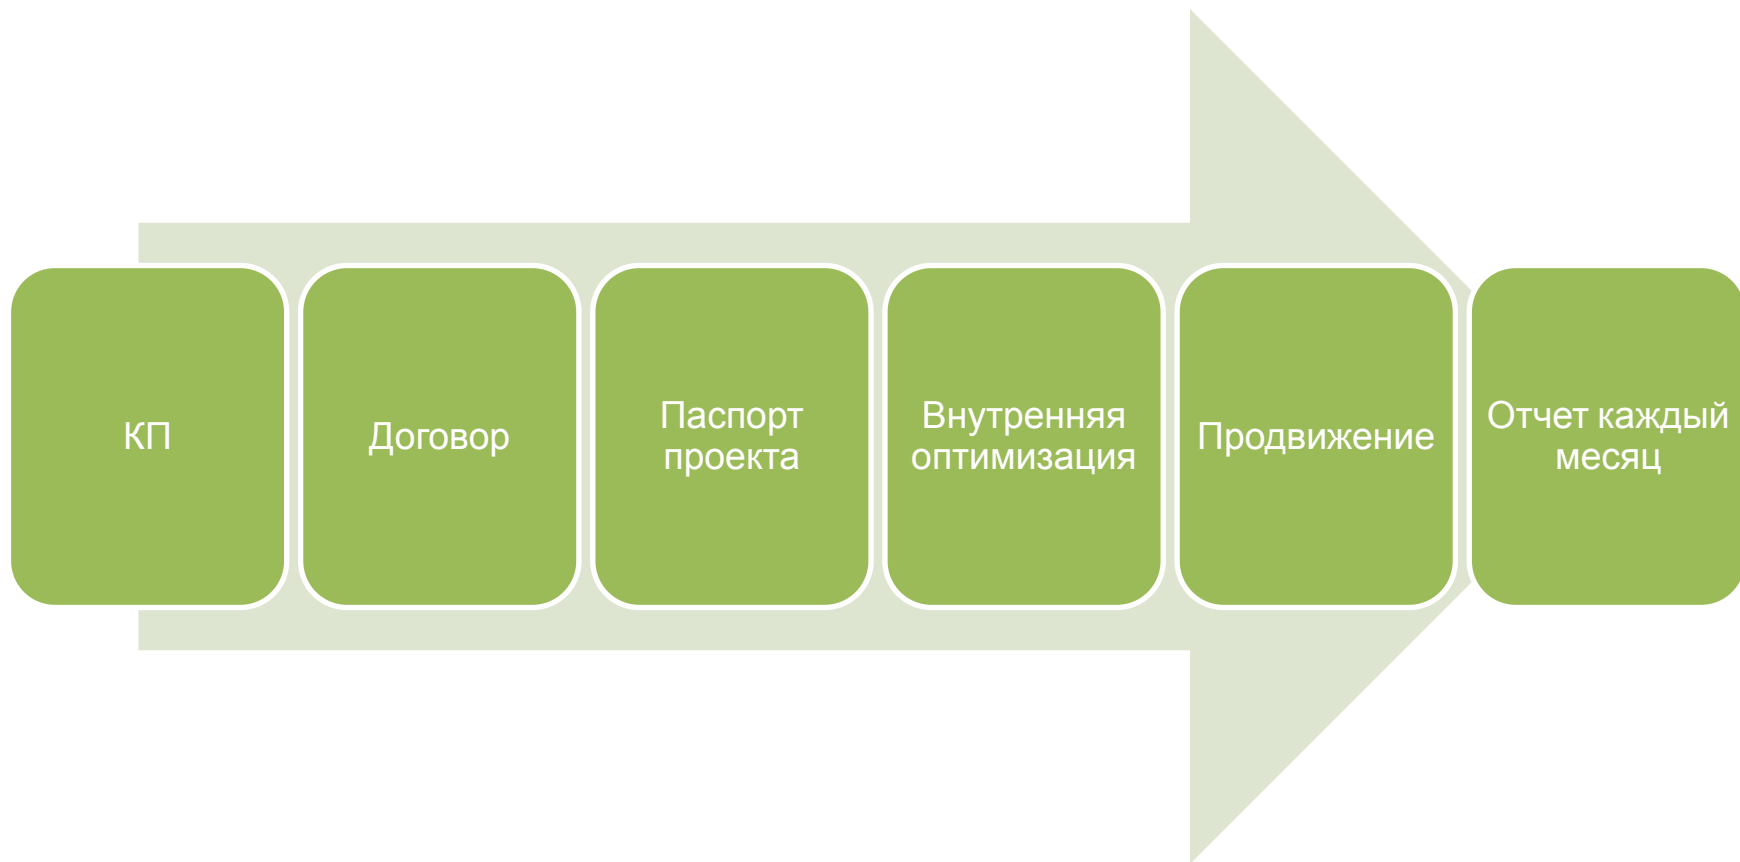 КП
Договор
Паспорт
проекта
Внутренняя
оптимизация
Продвижение
Отчет каждый
месяц